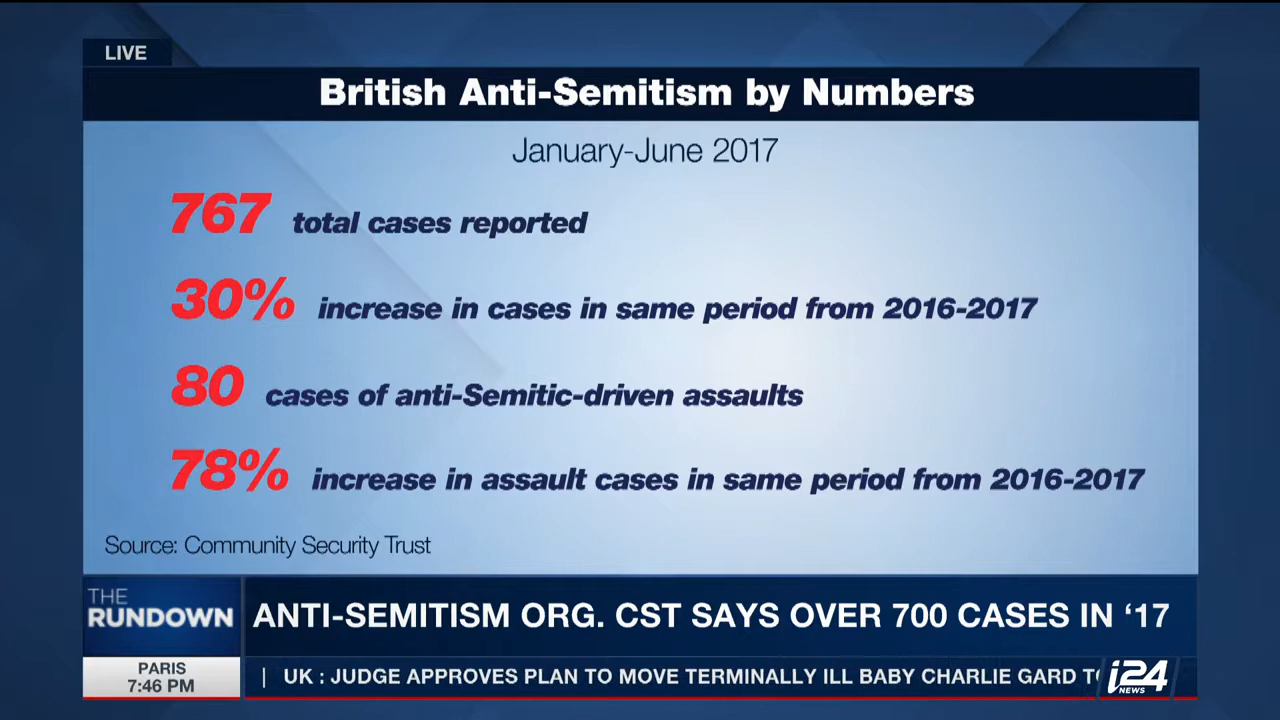 LIVE
British Anti-Semitism by Numbers
January-June 2017
767 total cases reported
30% increase in cases in same period from 2016-2017
80 cases of anti-Semitic-driven assaults
78% increase in assault cases in same period from 2016-2017
Source: Community Security Trust
THE
RUNDOWN
ANTI-SEMITISM ORG. CST SAYS OVER 700 CASES IN ‘17
PARIS
7:46 PM
| UK : JUDGE APPROVES PLAN TO MOVE TERMINALLY ILL BABY CHARLIE GARD
i24
NEWS